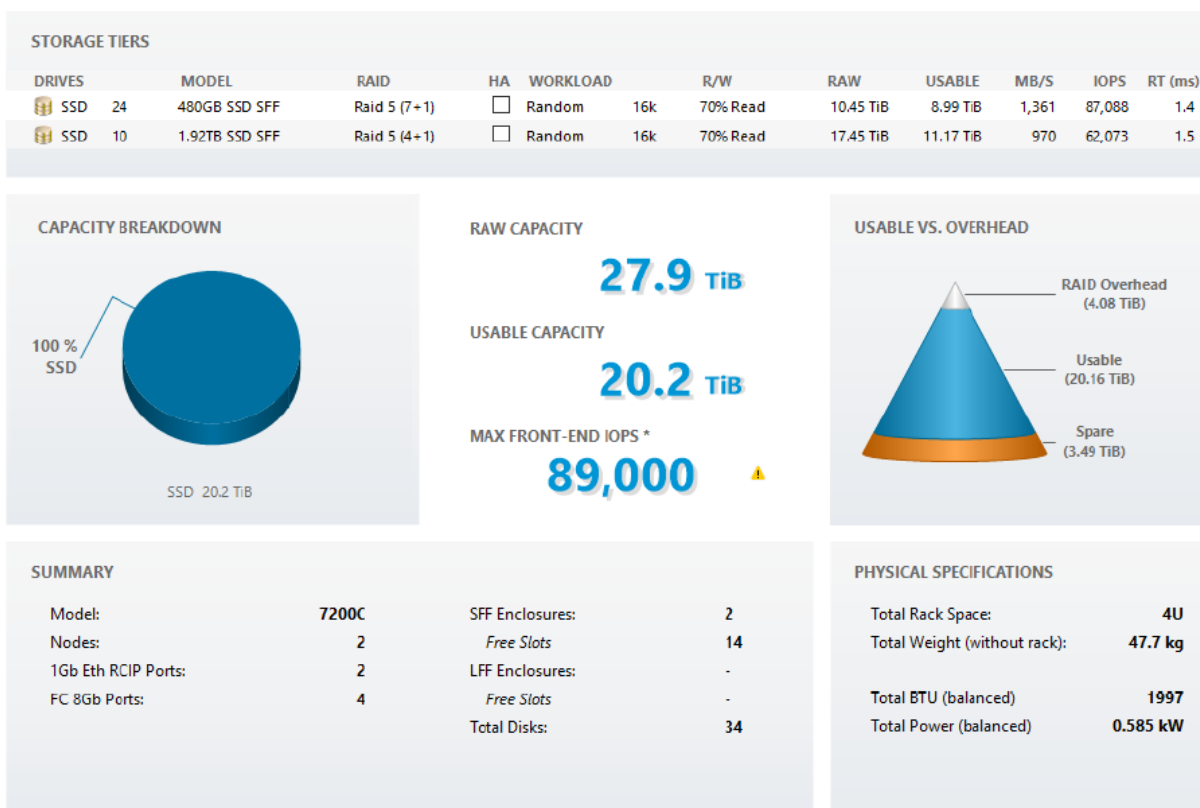 STORAGE TIERS
DRIVES MODEL RAID HA WORKLOAD R/W RAW USABLE MB/S IOPS RT (ms)
SSD 24 480GB SSD SFF Raid 5 (7+1) Random 16k 70% Read 10.45 TiB 8.99 TiB 1,361 87,088 1.4
SSD 10 1.92TB SSD SFF Raid 5 (4+1) Random 16k 70% Read 17.45 TiB 11.17 TiB 970 62,073 1.5
CAPACITY BREAKDOWN
100 %
SSD
SSD 20.2 TiB
RAW CAPACITY
27.9 TiB
USABLE CAPACITY
20.2 TiB
MAX FRONT-END IOPS *
89,000
USABLE VS. OVERHEAD
RAID Overhead
(4.08 TiB)
Usable
(20.16 TiB)
Spare
(3.49 TiB)
SUMMARY
Model: 7200C
Nodes: 2
1Gb Eth RCIP Ports: 2
FC 8Gb Ports: 4
SFF Enclosures: 2
Free Slots 14
LFF Enclosures: -
Free Slots -
Total Disks: 34
PHYSICAL SPECIFICATIONS
Total Rack Space: 4U
Total Weight (without rack): 47.7 kg
Total BTU (balanced) 1997
Total Power (balanced) 0.585 kW